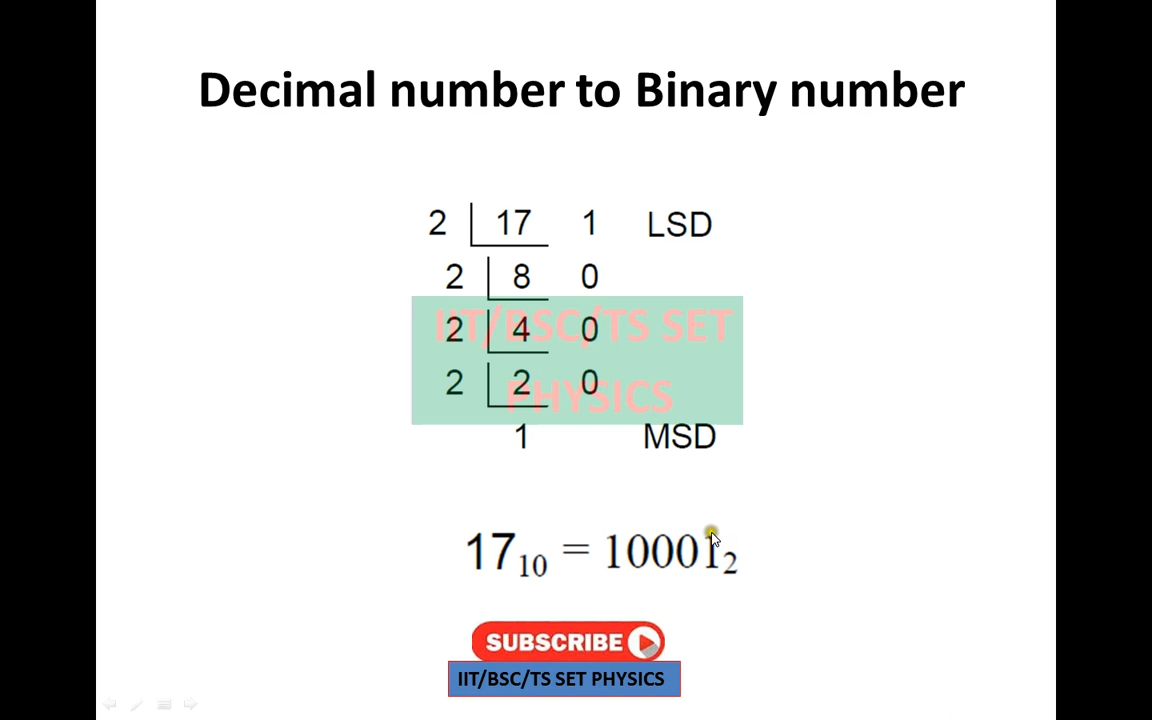 Decimal number to Binary number
2 17 1 LSD
2 8 0
2 4 0
2 2 0
1 MSD
IIT/BSC/TS SET
PHYSICS
17₁₀ = 10001₂
SUBSCRIBE
IIT/BSC/TS SET PHYSICS